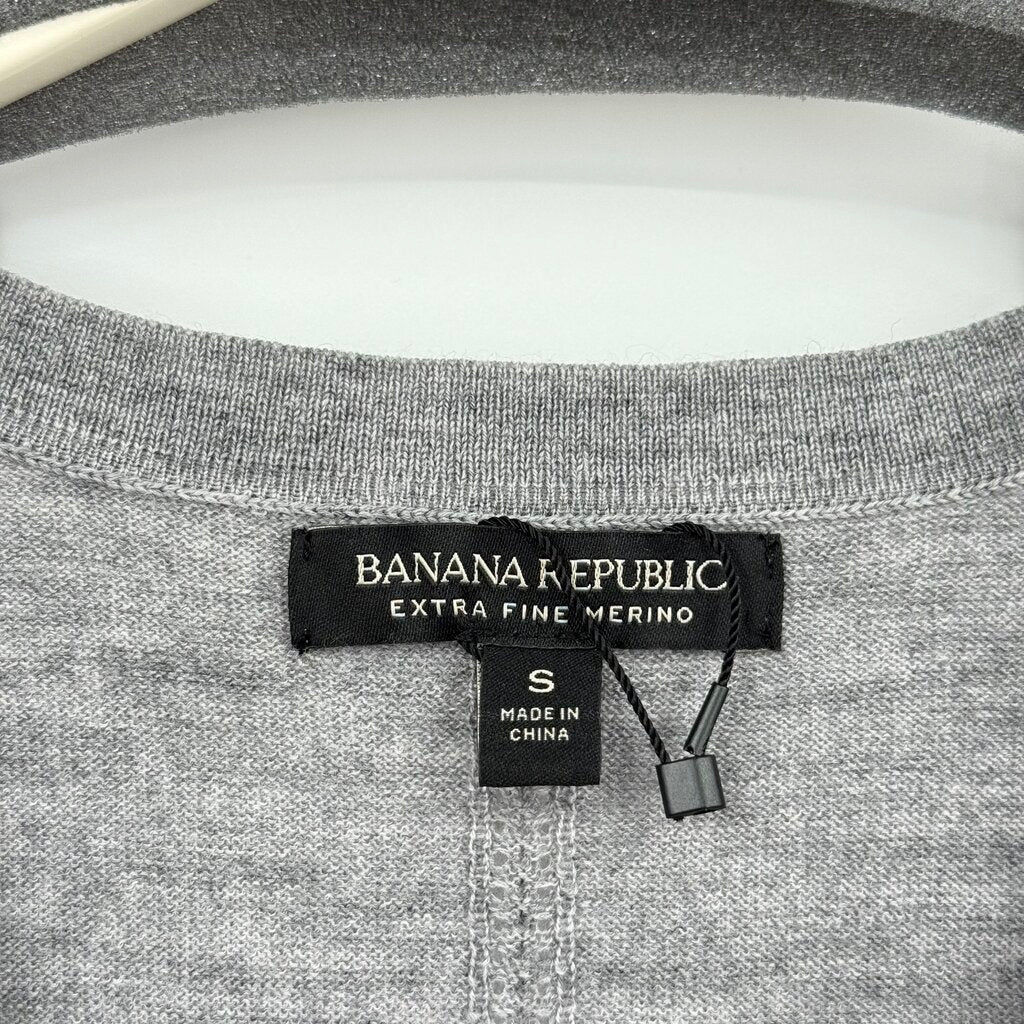 BANANA REPUBLIC
EXTRA FINE MERINO
S
MADE IN
CHINA